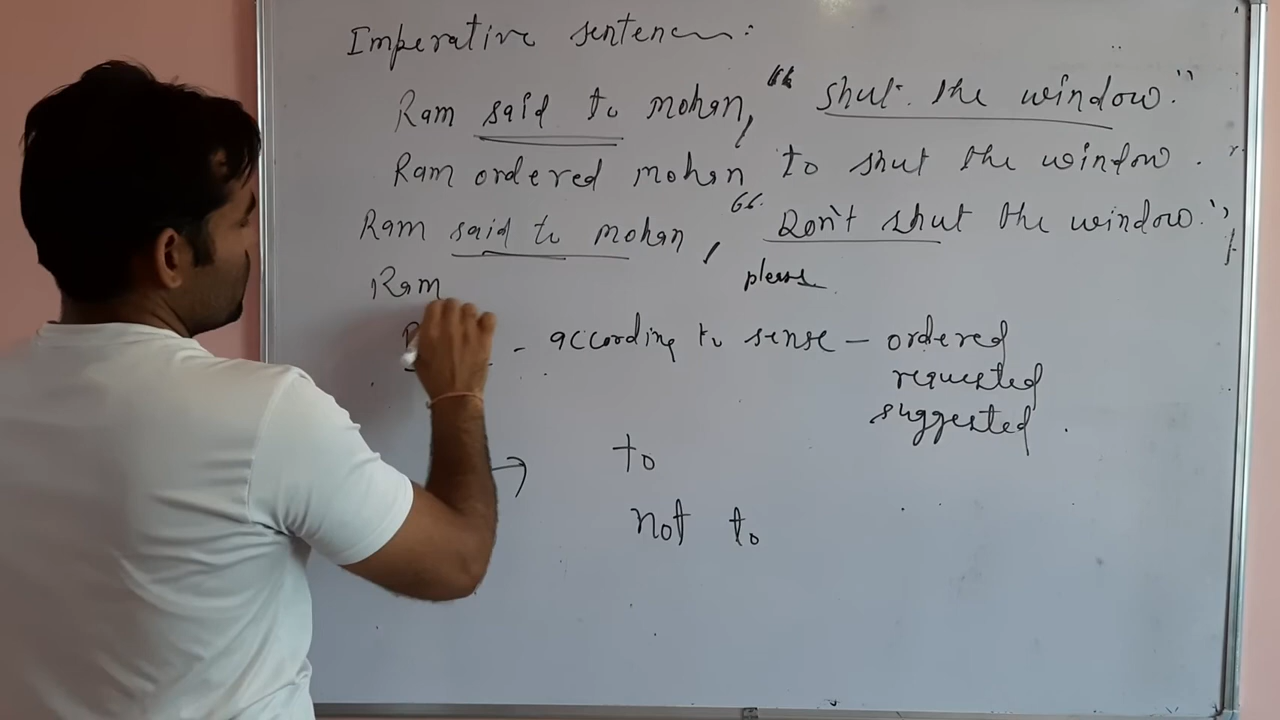 Imperative sentence:
Ram said to mohan, "shut the window."
Ram ordered mohan to shut the window.
Ram said to mohan, "Don't shut the window."
Ram
please
- according to sense - ordered
requested
suggested.
→ to
not to